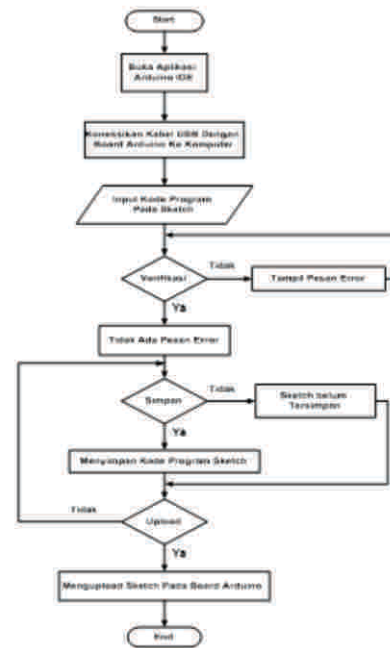 Start
Buka Aplikasi
Arduino IDE
Koneksikan Kabel USB Dengan
Board Arduino Ke Komputer
Input Kode Program
Pada Sketch
Verifikasi
Tidak
Tampil Pesan Error
Ya
Tidak Ada Pesan Error
Simpan
Tidak
Sketch belum
Tersimpan
Ya
Menyimpan Kode Program Sketch
Tidak
Upload
Ya
Mengupload Sketch Pada Board Arduino
End